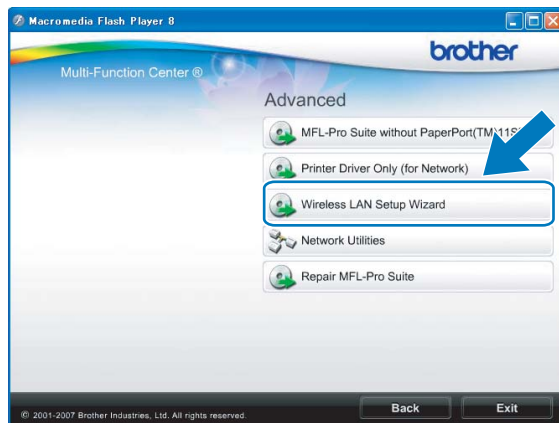 Macromedia Flash Player 8
brother
Multi-Function Center ®
Advanced
MFL-Pro Suite without PaperPort(TM)11S
Printer Driver Only (for Network)
Wireless LAN Setup Wizard
Network Utilities
Repair MFL-Pro Suite
© 2001-2007 Brother Industries, Ltd. All rights reserved.
Back
Exit